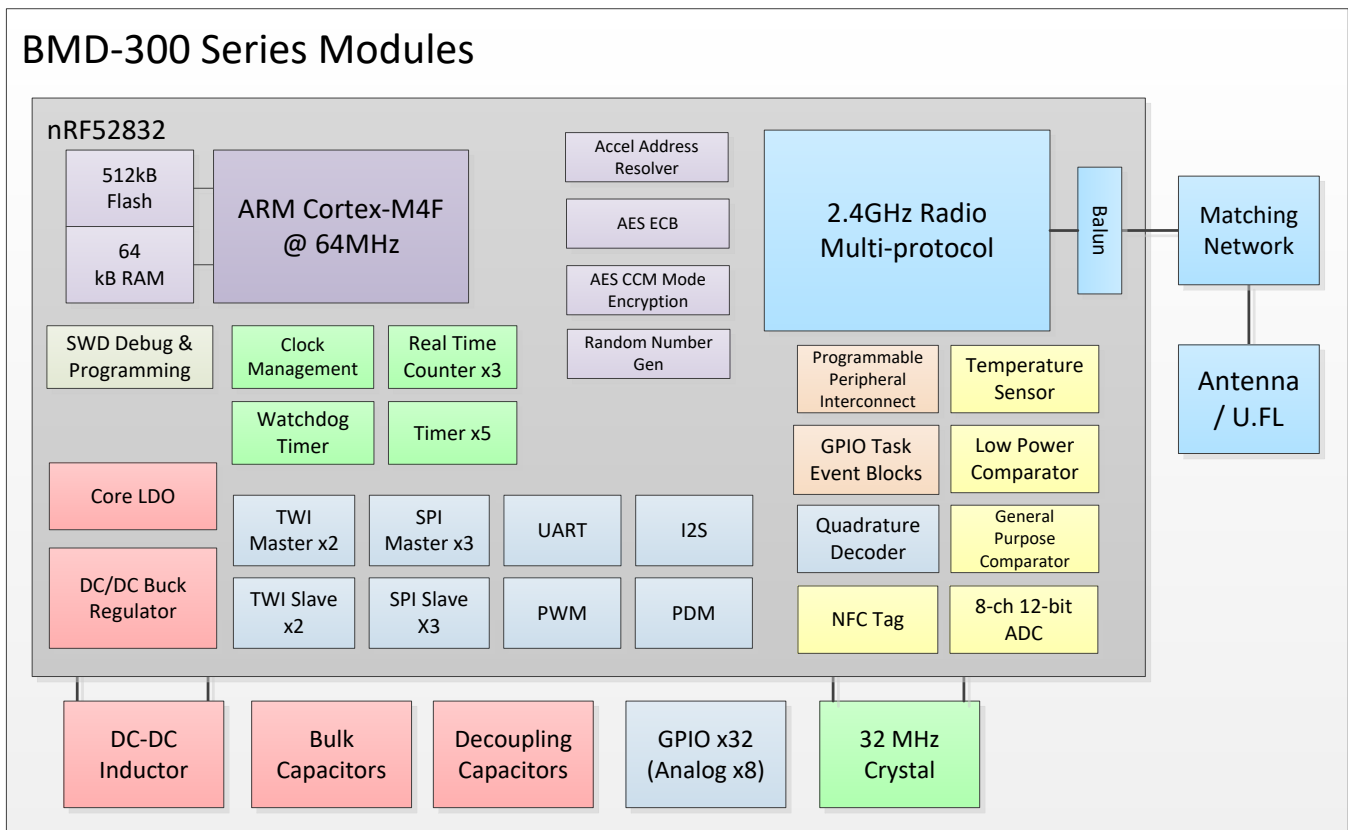 BMD-300 Series Modules
nRF52832
512kB
Flash
64
kB RAM
ARM Cortex-M4F
@ 64MHz
Accel Address
Resolver
AES ECB
AES CCM Mode
Encryption
Random Number
Gen
2.4GHz Radio
Multi-protocol
Balun
Matching
Network
Antenna
/ U.FL
SWD Debug &
Programming
Clock
Management
Real Time
Counter x3
Watchdog
Timer
Timer x5
Programmable
Peripheral
Interconnect
Temperature
Sensor
GPIO Task
Event Blocks
Low Power
Comparator
Core LDO
DC/DC Buck
Regulator
TWI
Master x2
SPI
Master x3
UART
I2S
Quadrature
Decoder
General
Purpose
Comparator
TWI Slave
x2
SPI Slave
X3
PWM
PDM
NFC Tag
8-ch 12-bit
ADC
DC-DC
Inductor
Bulk
Capacitors
Decoupling
Capacitors
GPIO x32
(Analog x8)
32 MHz
Crystal